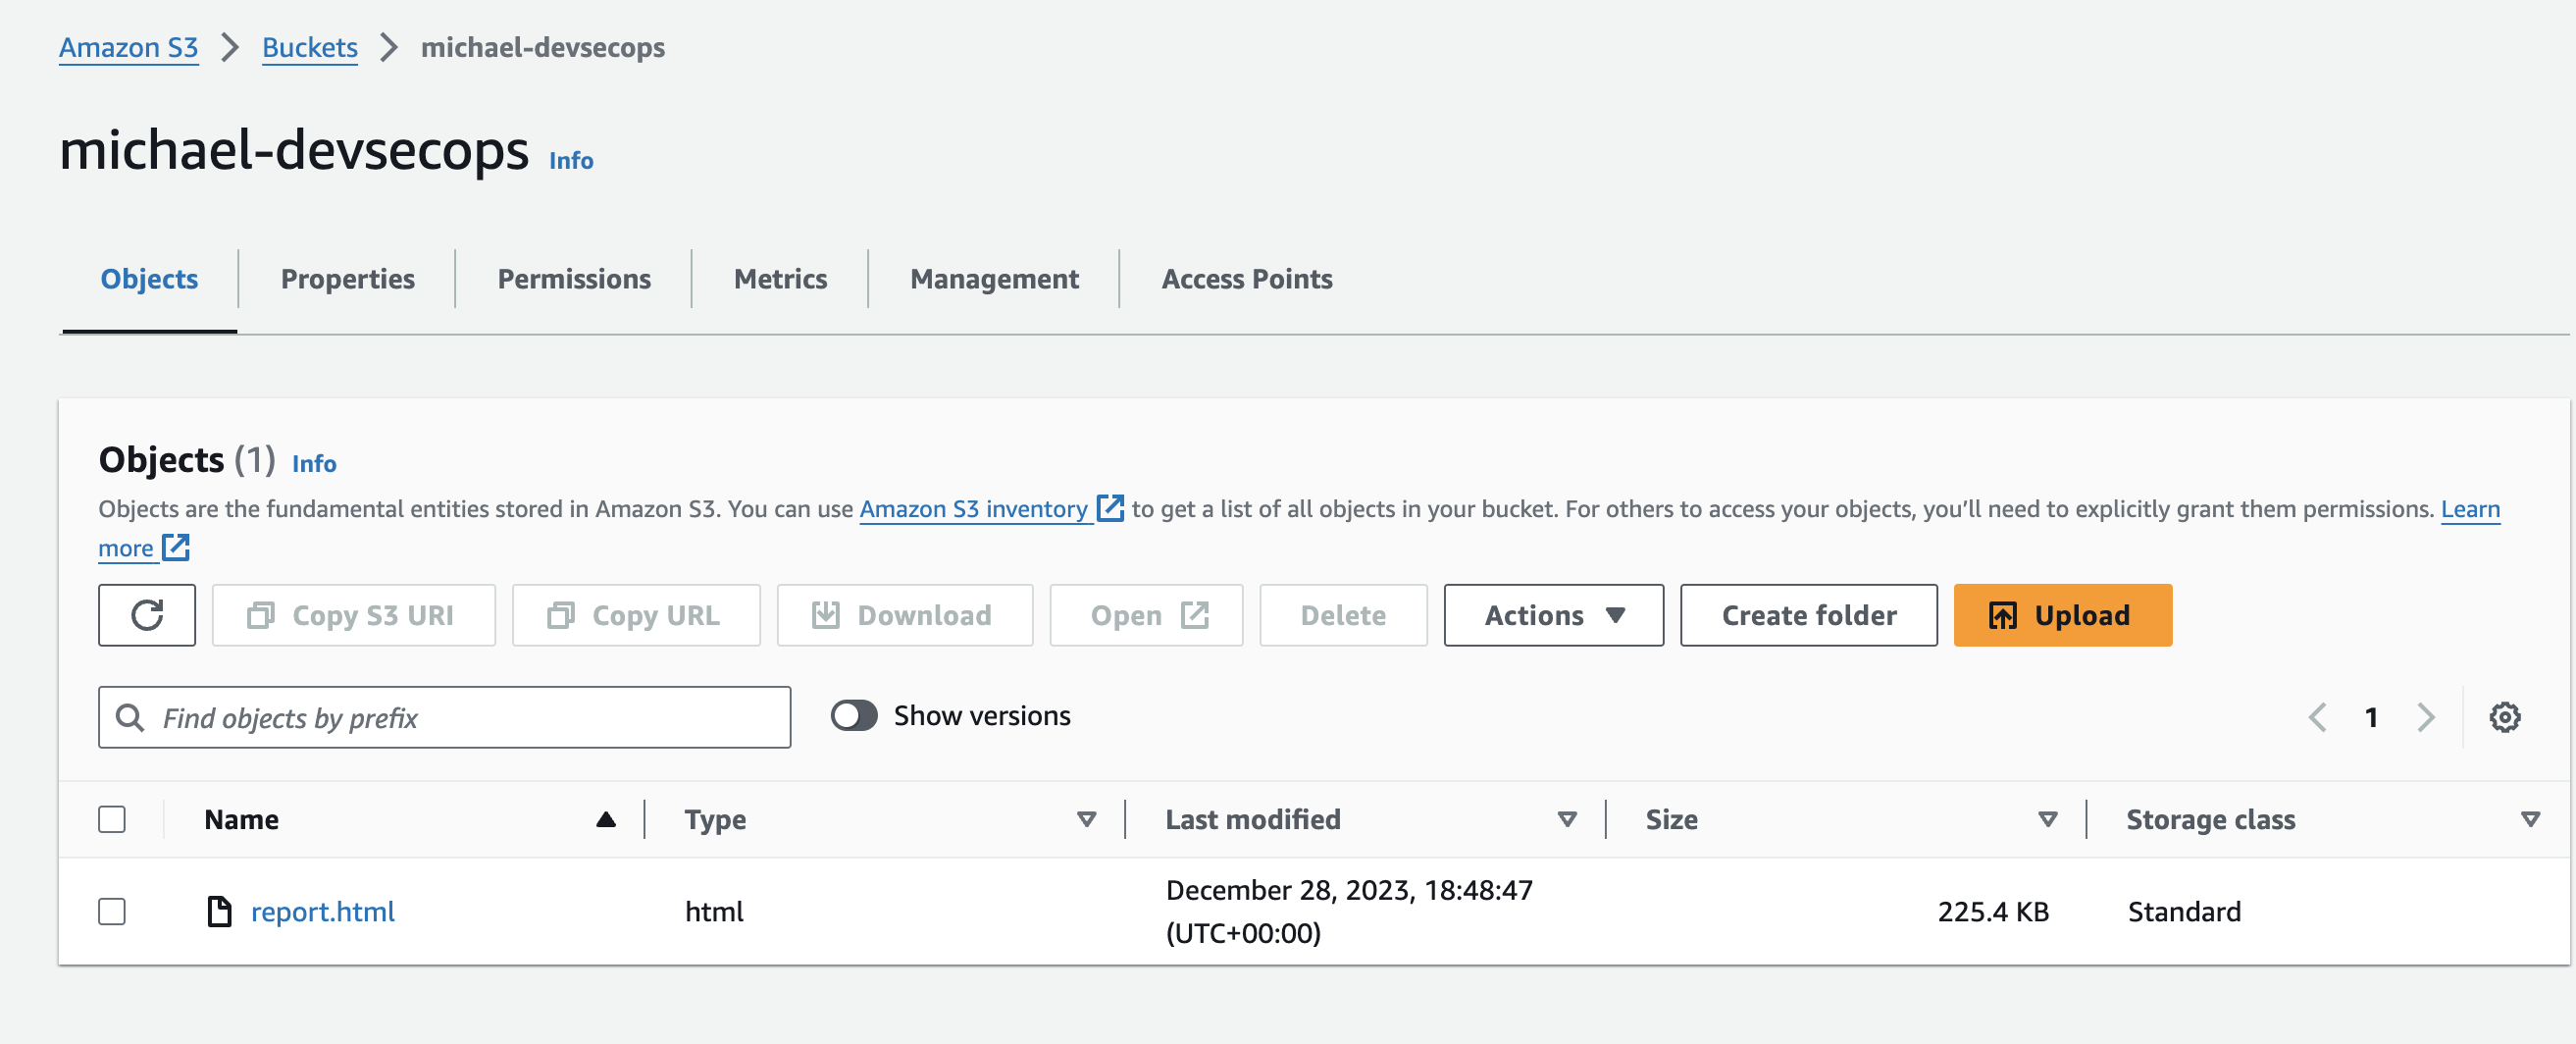 Amazon S3 Buckets michael-devsecops
michael-devsecops Info
Objects Properties Permissions Metrics Management Access Points
Objects (1) Info
Objects are the fundamental entities stored in Amazon S3. You can use Amazon S3 inventory to get a list of all objects in your bucket. For others to access your objects, you’ll need to explicitly grant them permissions. Learn
more
Copy S3 URI Copy URL Download Open Delete Actions Create folder Upload
Find objects by prefix Show versions 1
Name Type Last modified Size Storage class
report.html html December 28, 2023, 18:48:47 225.4 KB Standard
(UTC+00:00)